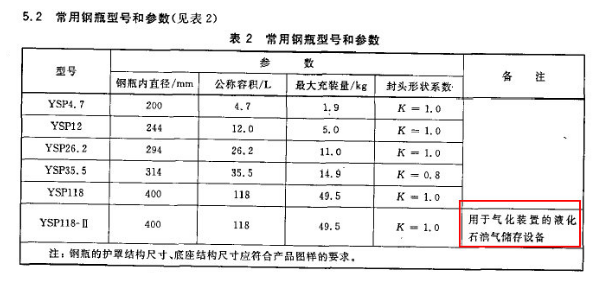 5.2 常用钢瓶型号和参数(见表2)
表 2 常用钢瓶型号和参数
型号 参 数 备 注
钢瓶内直径/mm 公称容积/L 最大充装量/kg 封头形状系数
YSP4.7 200 4.7 1.9 K=1.0
YSP12 244 12.0 5.0 K=1.0
YSP26.2 294 26.2 11.0 K=1.0
YSP35.5 314 35.5 14.9 K=0.8
YSP118 400 118 49.5 K=1.0
YSP118-Ⅱ 400 118 49.5 K=1.0 用于气化装置的液化
石油气储存设备
注:钢瓶的护罩结构尺寸、底座结构尺寸应符合产品图样的要求。